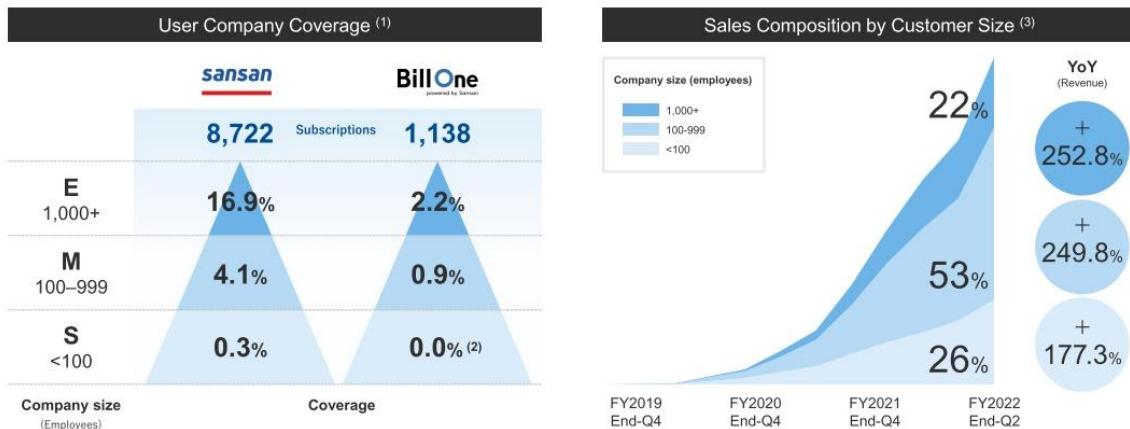 User Company Coverage (1)
sansan
Bill One
powered by Sansan
8,722 Subscriptions 1,138
E
1,000+
16.9% 2.2%
M
100–999
4.1% 0.9%
S
<100
0.3% 0.0% (2)
Company size
(Employees)
Coverage
Sales Composition by Customer Size (3)
Company size (employees)
1,000+
100-999
<100
22%
53%
26%
FY2019
End-Q4
FY2020
End-Q4
FY2021
End-Q4
FY2022
End-Q2
YoY
(Revenue)
+
252.8%
+
249.8%
+
177.3%